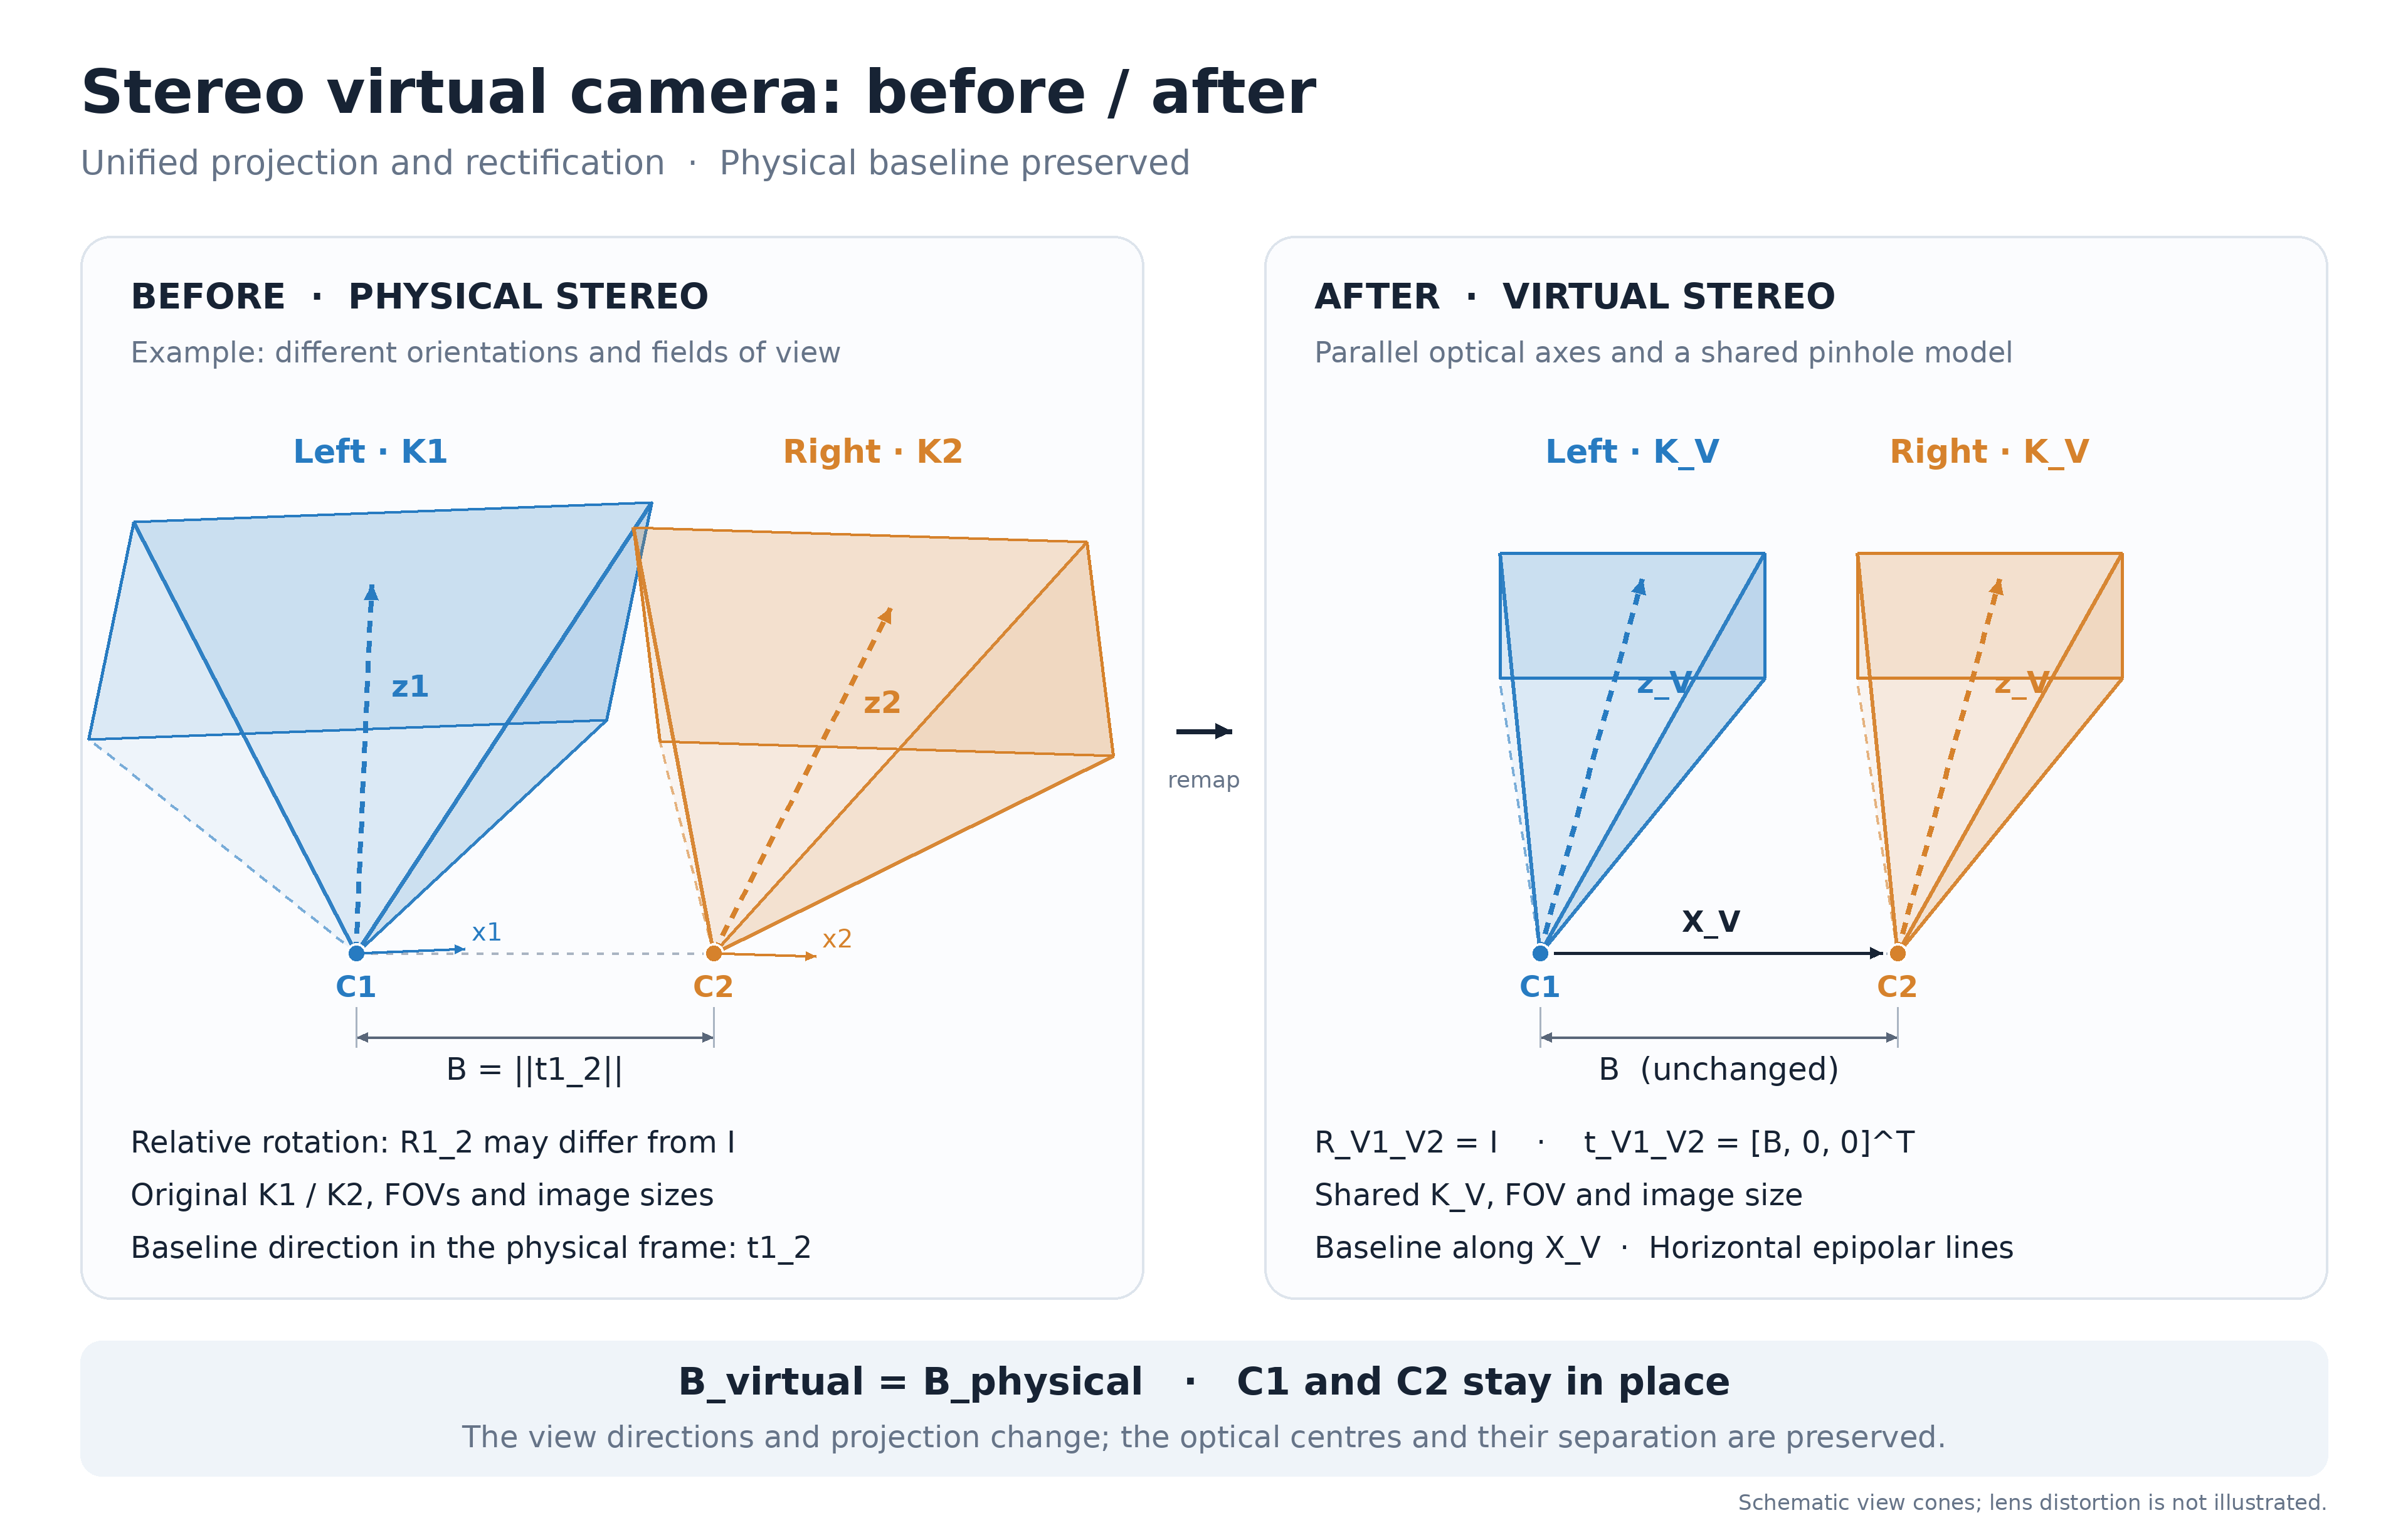 Stereo virtual camera: before / after
Unified projection and rectification · Physical baseline preserved
BEFORE · PHYSICAL STEREO
Example: different orientations and fields of view
Left · K1
Right · K2
z1
z2
x1
x2
C1
C2
B = ||t1_2||
Relative rotation: R1_2 may differ from I
Original K1 / K2, FOVs and image sizes
Baseline direction in the physical frame: t1_2
remap
AFTER · VIRTUAL STEREO
Parallel optical axes and a shared pinhole model
Left · K_V
Right · K_V
z_V
z_V
X_V
C1
C2
B (unchanged)
R_V1_V2 = I · t_V1_V2 = [B, 0, 0]^T
Shared K_V, FOV and image size
Baseline along X_V · Horizontal epipolar lines
B_virtual = B_physical · C1 and C2 stay in place
The view directions and projection change; the optical centres and their separation are preserved.
Schematic view cones; lens distortion is not illustrated.